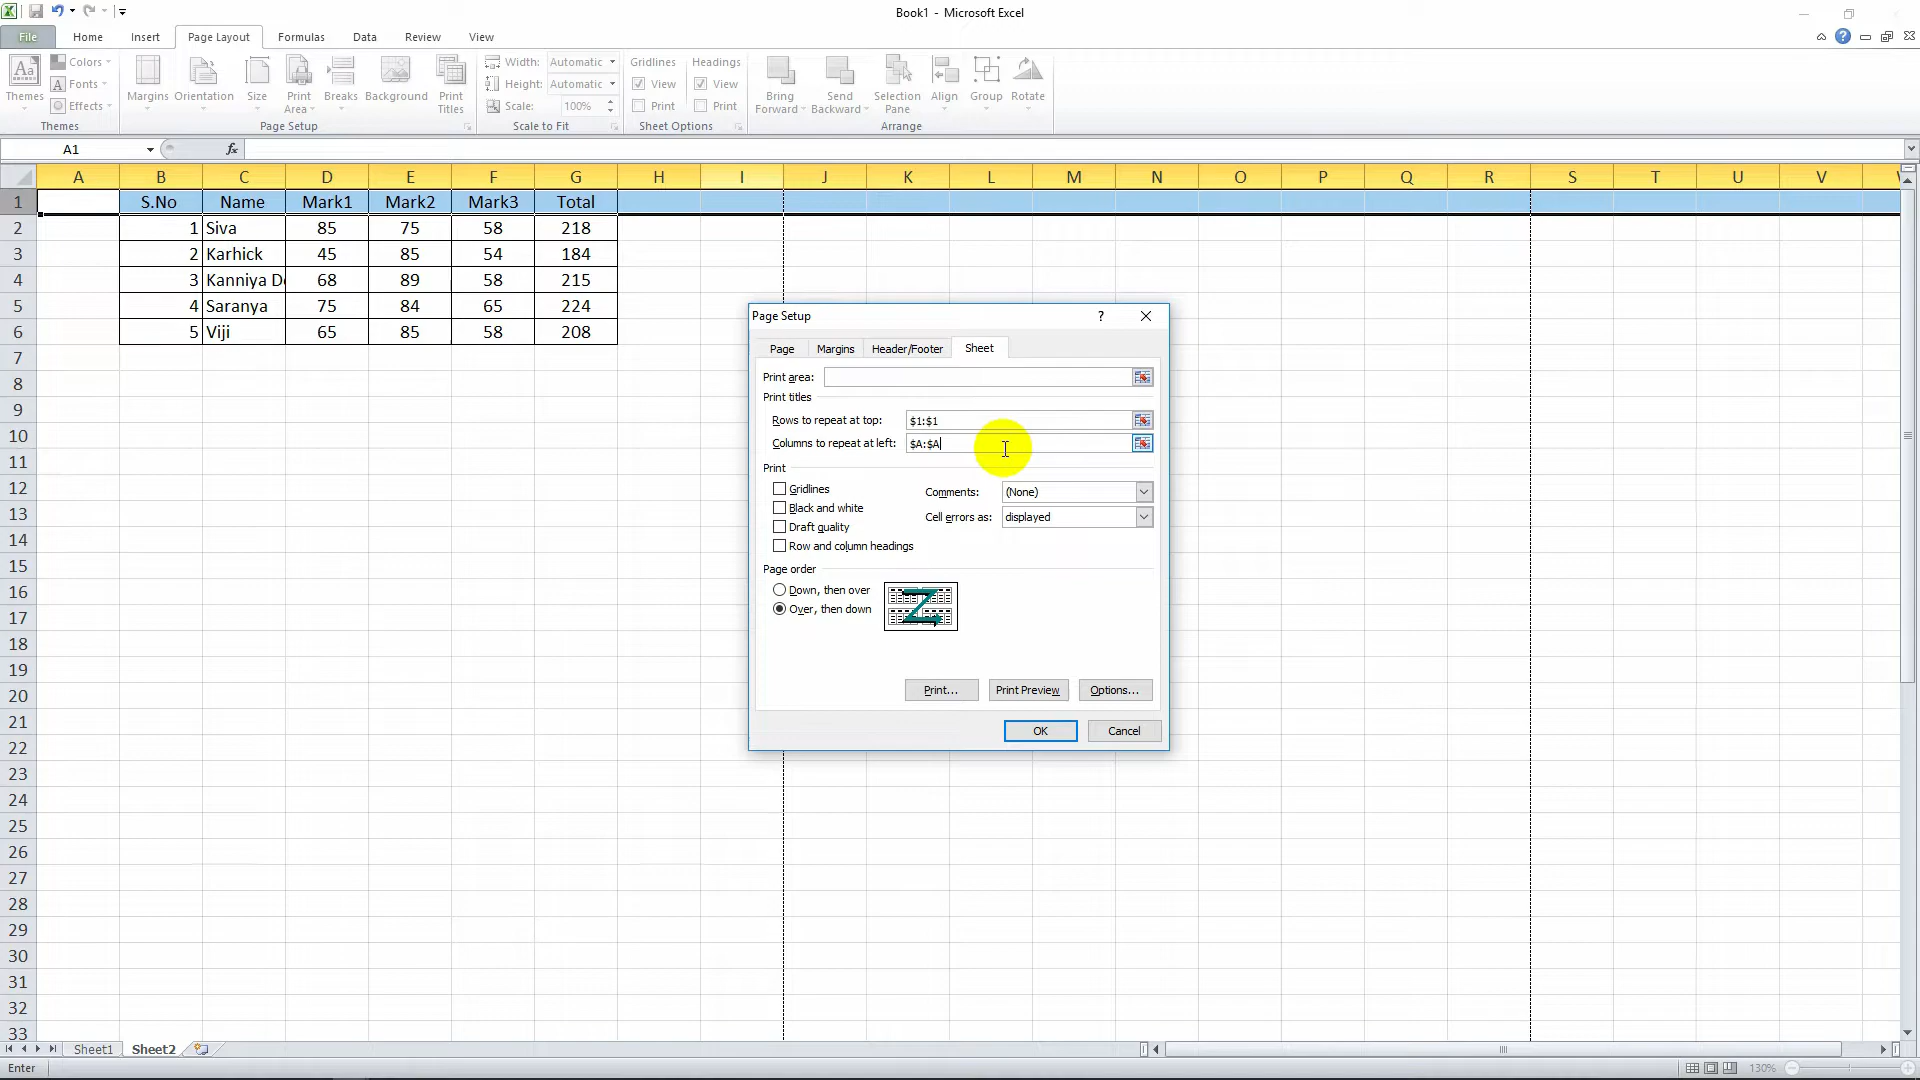 Book1 - Microsoft Excel
File Home Insert Page Layout Formulas Data Review View
Themes Colors Fonts Effects Margins Orientation Size Print Area Breaks Background Print Titles Width: Automatic Height: Automatic Scale: 100% Gridlines View Print Headings View Print Bring Forward Send Backward Selection Pane Align Group Rotate
Themes Page Setup Scale to Fit Sheet Options Arrange
A1 fx
A B C D E F G H I J K L M N O P Q R S T U V
1 S.No Name Mark1 Mark2 Mark3 Total
2 1 Siva 85 75 58 218
3 2 Karhick 45 85 54 184
4 3 Kanniya De 68 89 58 215
5 4 Saranya 75 84 65 224
6 5 Viji 65 85 58 208
7
8
9
10
11
12
13
14
15
16
17
18
19
20
21
22
23
24
25
26
27
28
29
30
31
32
33
Page Setup ?
Page Margins Header/Footer Sheet
Print area:
Print titles
Rows to repeat at top: $1:$1
Columns to repeat at left: $A:$A
Print
Gridlines Comments: (None)
Black and white
Draft quality Cell errors as: displayed
Row and column headings
Page order
Down, then over
Over, then down
Print... Print Preview Options...
OK Cancel
Sheet1 Sheet2
Enter 130%